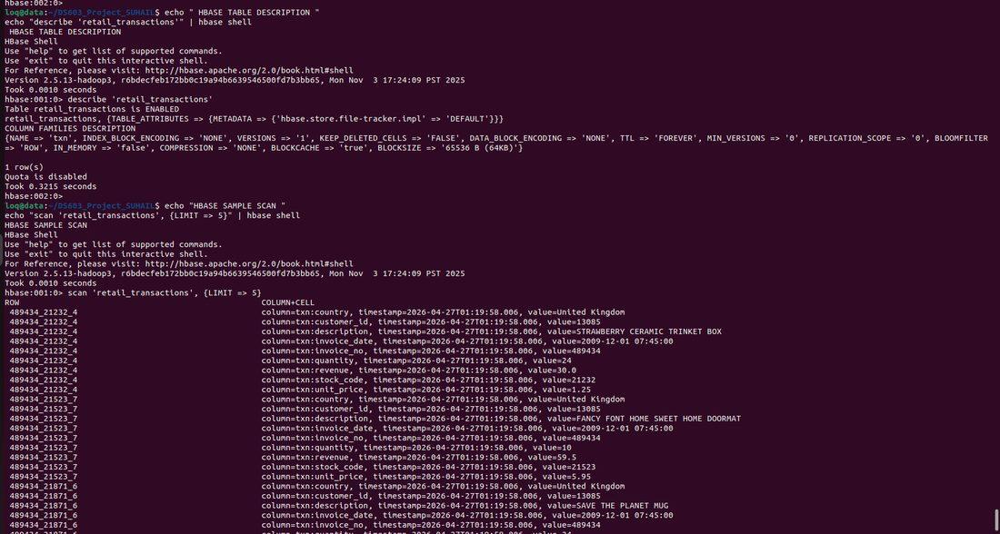 hbase:002:0>
loq@data:~/DS603_Project_SUHAIL$ echo " HBASE TABLE DESCRIPTION "
echo "describe 'retail_transactions'" | hbase shell
 HBASE TABLE DESCRIPTION
HBase Shell
Use "help" to get list of supported commands.
Use "exit" to quit this interactive shell.
For Reference, please visit: http://hbase.apache.org/2.0/book.html#shell
Version 2.5.13-hadoop3, r6bdecfeb172bb0c19a94b6639546500fd7b3bb65, Mon Nov  3 17:24:09 PST 2025
Took 0.0010 seconds
hbase:001:0> describe 'retail_transactions'
Table retail_transactions is ENABLED
retail_transactions, {TABLE_ATTRIBUTES => {METADATA => {'hbase.store.file-tracker.impl' => 'DEFAULT'}}}
COLUMN FAMILIES DESCRIPTION
{NAME => 'txn', INDEX_BLOCK_ENCODING => 'NONE', VERSIONS => '1', KEEP_DELETED_CELLS => 'FALSE', DATA_BLOCK_ENCODING => 'NONE', TTL => 'FOREVER', MIN_VERSIONS => '0', REPLICATION_SCOPE => '0', BLOOMFILTER
=> 'ROW', IN_MEMORY => 'false', COMPRESSION => 'NONE', BLOCKCACHE => 'true', BLOCKSIZE => '65536 B (64KB)'}
1 row(s)
Quota is disabled
Took 0.3215 seconds
hbase:002:0>
loq@data:~/DS603_Project_SUHAIL$ echo "HBASE SAMPLE SCAN "
echo "scan 'retail_transactions', {LIMIT => 5}" | hbase shell
HBASE SAMPLE SCAN
HBase Shell
Use "help" to get list of supported commands.
Use "exit" to quit this interactive shell.
For Reference, please visit: http://hbase.apache.org/2.0/book.html#shell
Version 2.5.13-hadoop3, r6bdecfeb172bb0c19a94b6639546500fd7b3bb65, Mon Nov  3 17:24:09 PST 2025
Took 0.0010 seconds
hbase:001:0> scan 'retail_transactions', {LIMIT => 5}
ROW COLUMN+CELL
489434_21232_4 column=txn:country, timestamp=2026-04-27T01:19:58.006, value=United Kingdom
489434_21232_4 column=txn:customer_id, timestamp=2026-04-27T01:19:58.006, value=13085
489434_21232_4 column=txn:description, timestamp=2026-04-27T01:19:58.006, value=STRAWBERRY CERAMIC TRINKET BOX
489434_21232_4 column=txn:invoice_date, timestamp=2026-04-27T01:19:58.006, value=2009-12-01 07:45:00
489434_21232_4 column=txn:invoice_no, timestamp=2026-04-27T01:19:58.006, value=489434
489434_21232_4 column=txn:quantity, timestamp=2026-04-27T01:19:58.006, value=24
489434_21232_4 column=txn:revenue, timestamp=2026-04-27T01:19:58.006, value=30.0
489434_21232_4 column=txn:stock_code, timestamp=2026-04-27T01:19:58.006, value=21232
489434_21232_4 column=txn:unit_price, timestamp=2026-04-27T01:19:58.006, value=1.25
489434_21523_7 column=txn:country, timestamp=2026-04-27T01:19:58.006, value=United Kingdom
489434_21523_7 column=txn:customer_id, timestamp=2026-04-27T01:19:58.006, value=13085
489434_21523_7 column=txn:description, timestamp=2026-04-27T01:19:58.006, value=FANCY FONT HOME SWEET HOME DOORMAT
489434_21523_7 column=txn:invoice_date, timestamp=2026-04-27T01:19:58.006, value=2009-12-01 07:45:00
489434_21523_7 column=txn:invoice_no, timestamp=2026-04-27T01:19:58.006, value=489434
489434_21523_7 column=txn:quantity, timestamp=2026-04-27T01:19:58.006, value=10
489434_21523_7 column=txn:revenue, timestamp=2026-04-27T01:19:58.006, value=59.5
489434_21523_7 column=txn:stock_code, timestamp=2026-04-27T01:19:58.006, value=21523
489434_21523_7 column=txn:unit_price, timestamp=2026-04-27T01:19:58.006, value=5.95
489434_21871_6 column=txn:country, timestamp=2026-04-27T01:19:58.006, value=United Kingdom
489434_21871_6 column=txn:customer_id, timestamp=2026-04-27T01:19:58.006, value=13085
489434_21871_6 column=txn:description, timestamp=2026-04-27T01:19:58.006, value=SAVE THE PLANET MUG
489434_21871_6 column=txn:invoice_date, timestamp=2026-04-27T01:19:58.006, value=2009-12-01 07:45:00
489434_21871_6 column=txn:invoice_no, timestamp=2026-04-27T01:19:58.006, value=489434